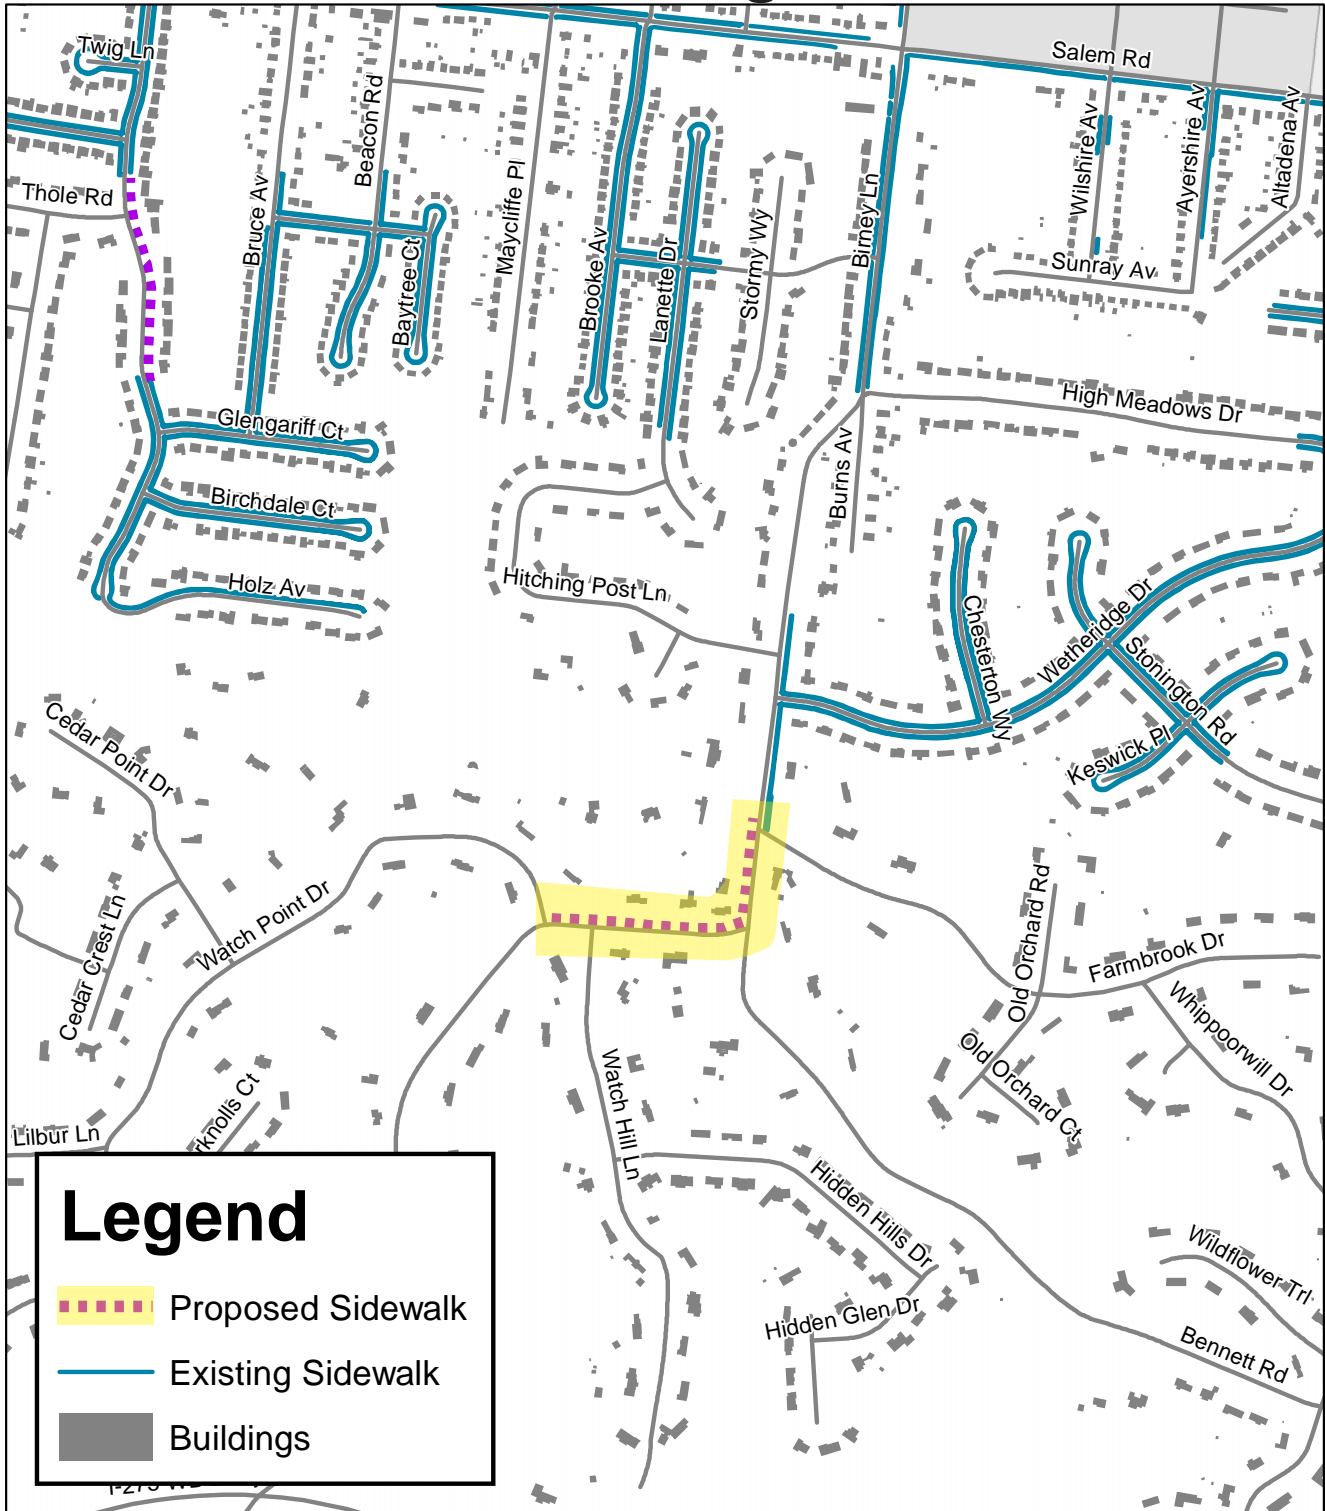 Twig Ln
Salem Rd
Beacon Rd
Wilshire Av
Ayershire Av
Altadena Av
Thole Rd
Bruce Av
Maycliffe Pl
Birney Ln
Brooke Av
Lanette Dr
Stormy Wy
Baytree Ct
Sunray Av
High Meadows Dr
Glengariff Ct
Burns Av
Birchdale Ct
Holz Av
Hitching Post Ln
Chesterton Wy
Wetheridge Dr
Stonington Rd
Keswick Pl
Cedar Point Dr
Old Orchard Rd
Cedar Crest Ln
Watch Point Dr
Farmbrook Dr
Whippoorwill Dr
Old Orchard Ct
Watch Hill Ln
rknolls Ct
Lilbur Ln
Hidden Hills Dr
Wildflower Trl
Hidden Glen Dr
Bennett Rd
Legend
Proposed Sidewalk
Existing Sidewalk
Buildings